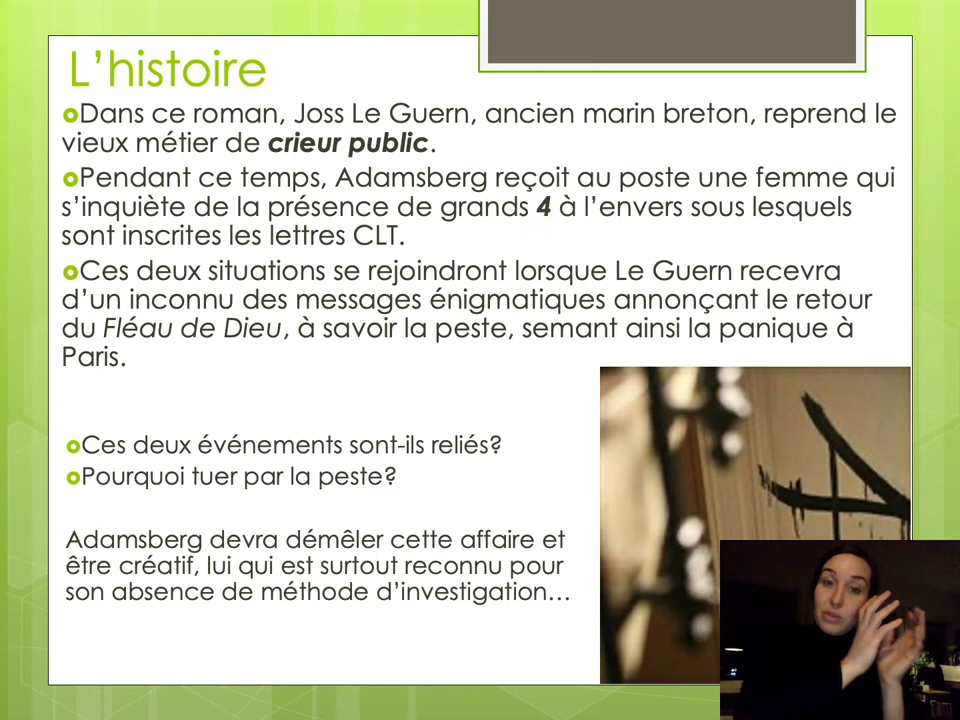 L'histoire
Dans ce roman, Joss Le Guern, ancien marin breton, reprend le
vieux métier de crieur public.
Pendant ce temps, Adamsberg reçoit au poste une femme qui
s'inquiète de la présence de grands 4 à l'envers sous lesquels
sont inscrites les lettres CLT.
Ces deux situations se rejoindront lorsque Le Guern recevra
d'un inconnu des messages énigmatiques annonçant le retour
du Fléau de Dieu, à savoir la peste, semant ainsi la panique à
Paris.
Ces deux événements sont-ils reliés?
Pourquoi tuer par la peste?
Adamsberg devra démêler cette affaire et
être créatif, lui qui est surtout reconnu pour
son absence de méthode d'investigation…